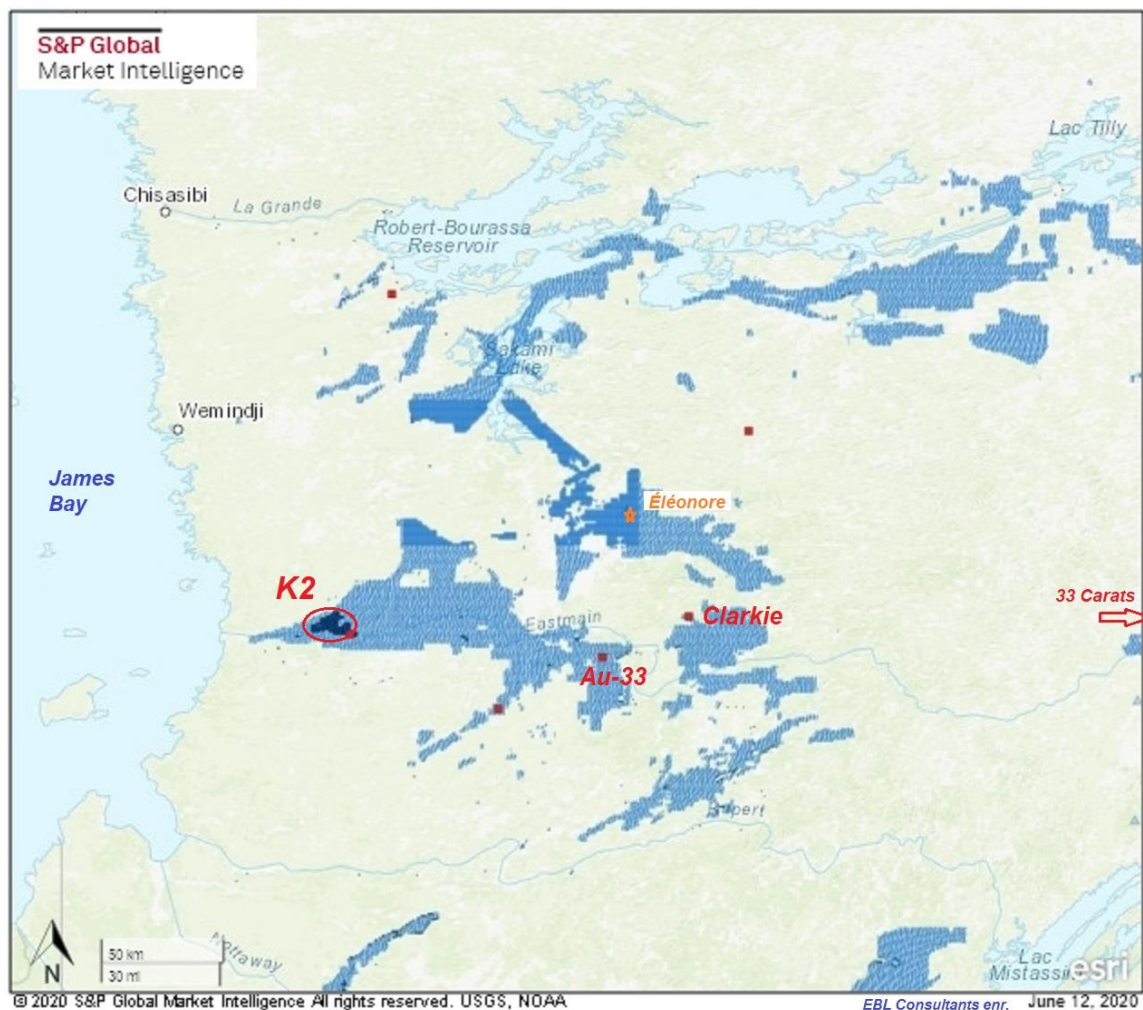 S&P Global
Market Intelligence
Lac Tilly
Chisasibi
La Grande
Robert-Bourassa
Reservoir
Sakami
Lake
Wemindji
James
Bay
Éléonore
K2
33 Carats
Eastmain
Clarkie
Au-33
Rupert
Nottaway
50 km
30 mi
N
Lac
Mistassini
esri
© 2020 S&P Global Market Intelligence All rights reserved. USGS, NOAA
EBL Consultants enr.
June 12, 2020